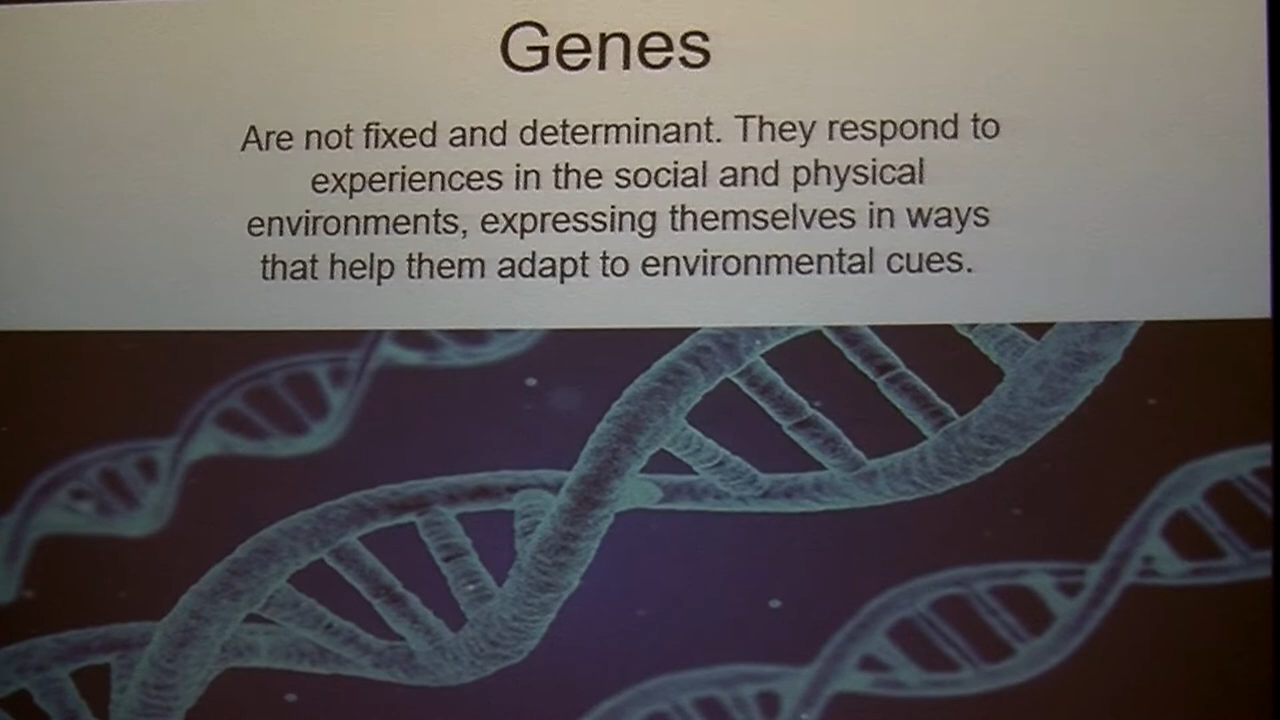 Genes
Are not fixed and determinant. They respond to
experiences in the social and physical
environments, expressing themselves in ways
that help them adapt to environmental cues.